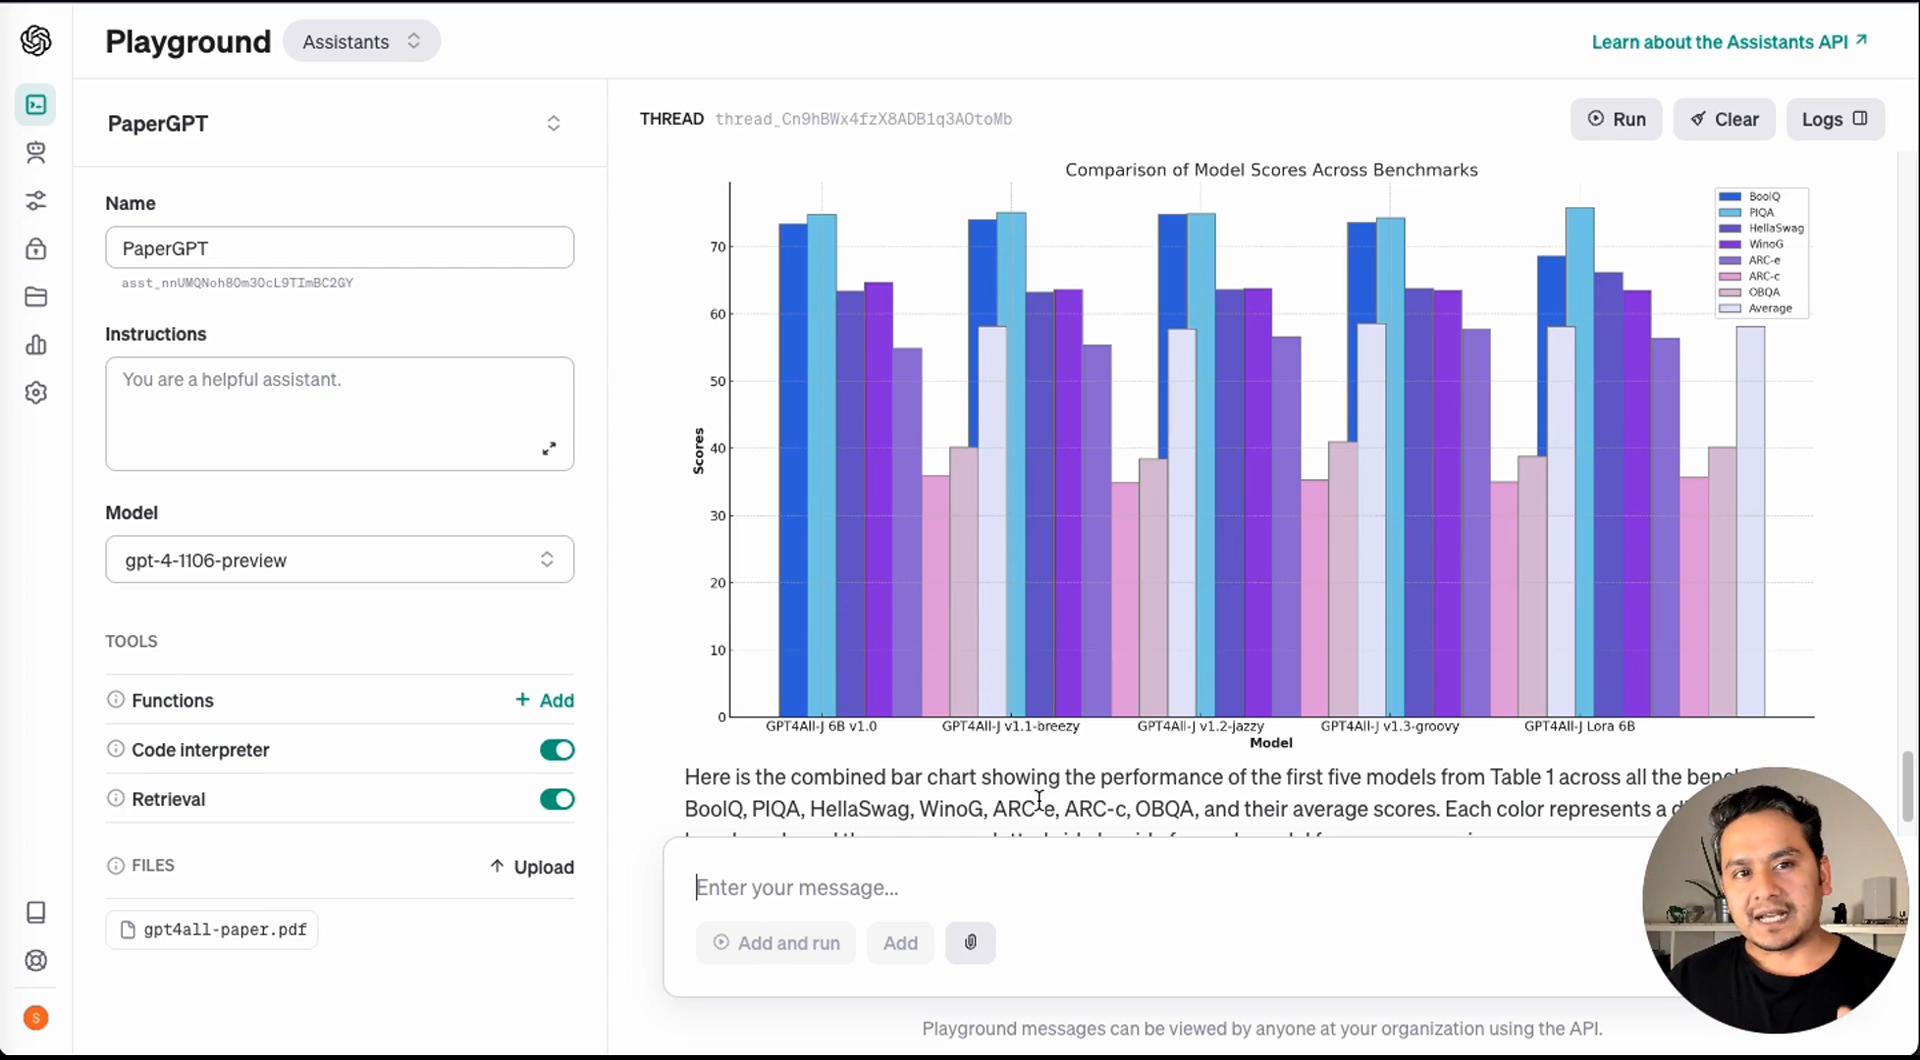 Playground
Assistants
Learn about the Assistants API
PaperGPT
Name
PaperGPT
asst_nnUMQNoh8Om3OcL9TImBC2GY
Instructions
You are a helpful assistant.
Model
gpt-4-1106-preview
TOOLS
Functions
+ Add
Code interpreter
Retrieval
FILES
Upload
gpt4all-paper.pdf
S
THREAD thread_Cn9hBWx4fzX8ADB1q3AOtoMb
Run
Clear
Logs
Comparison of Model Scores Across Benchmarks
BoolQ
PIQA
HellaSwag
WinoG
ARC-e
ARC-c
OBQA
Average
Scores
70
60
50
40
30
20
10
0
GPT4All-J 6B v1.0
GPT4All-J v1.1-breezy
GPT4All-J v1.2-jazzy
GPT4All-J v1.3-groovy
GPT4All-J Lora 6B
Model
Here is the combined bar chart showing the performance of the first five models from Table 1 across all the
BoolQ, PIQA, HellaSwag, WinoG, ARC-e, ARC-c, OBQA, and their average scores. Each color represents a
Enter your message...
Add and run
Add
Playground messages can be viewed by anyone at your organization using the API.